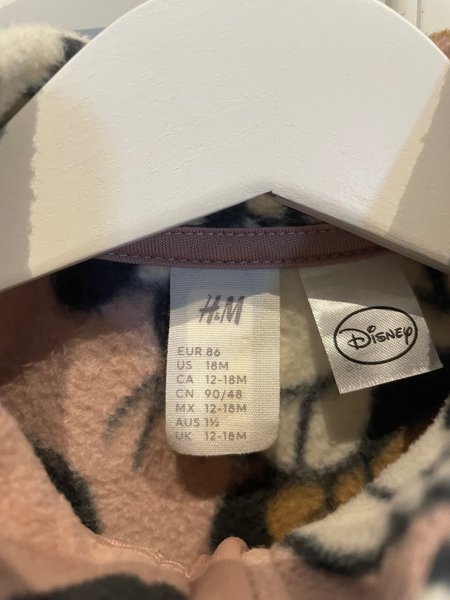 H&M
EUR 86
US 18M
CA 12-18M
CN 90/48
MX 12-18M
AUS 1½
UK 12-18M
Disney